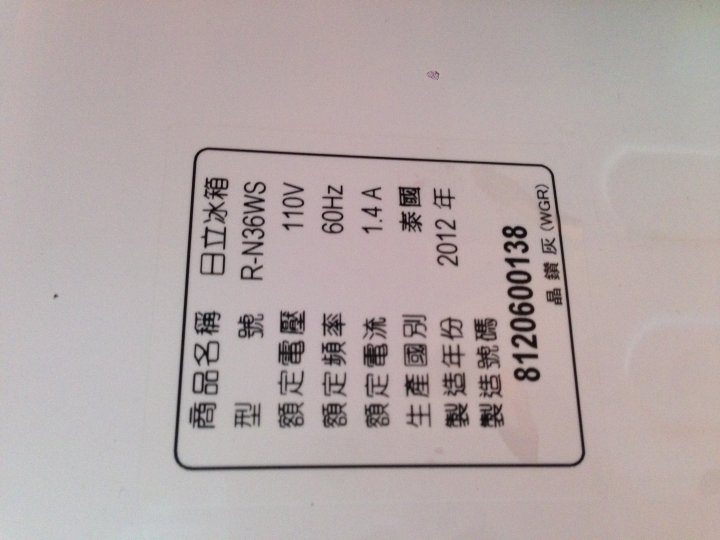 商品名稱 日立冰箱
型 號 R-N36WS
額定電壓 110V
額定頻率 60Hz
額定電流 1.4 A
生產國別 泰國
製造年份 2012 年
製造號碼
8120600138
晶 鑽 灰 (WGR)